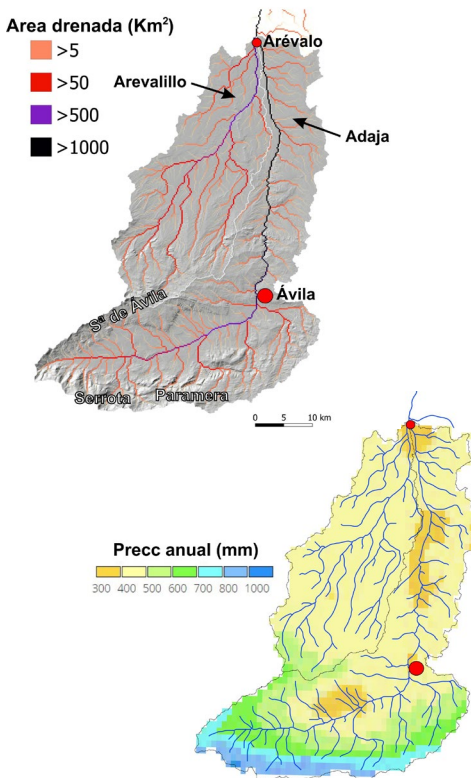 Area drenada (Km²)
>5
>50
>500
>1000
Arévalo
Arevalillo
Adaja
Ávila
Sª de Ávila
Serrota
Paramera
0 5 10 km
Precc anual (mm)
300 400 500 600 700 800 1000